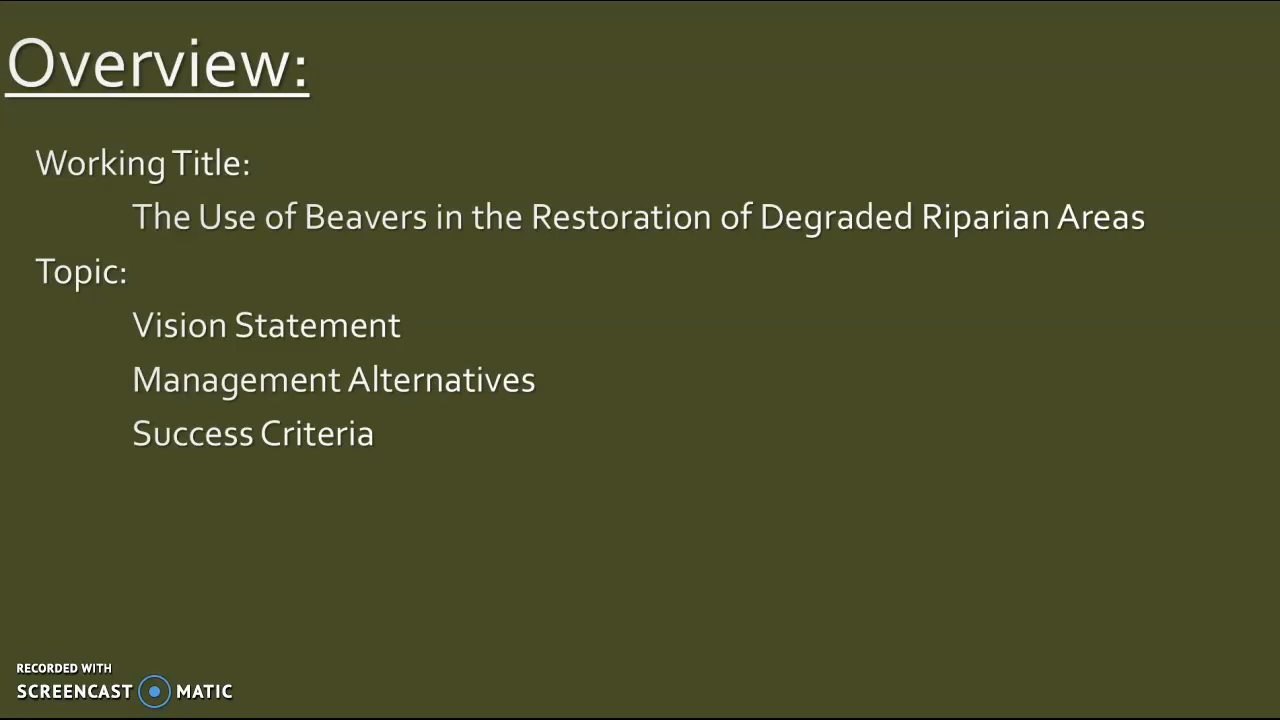 Overview:
Working Title:
The Use of Beavers in the Restoration of Degraded Riparian Areas
Topic:
Vision Statement
Management Alternatives
Success Criteria
RECORDED WITH
SCREENCAST MATIC